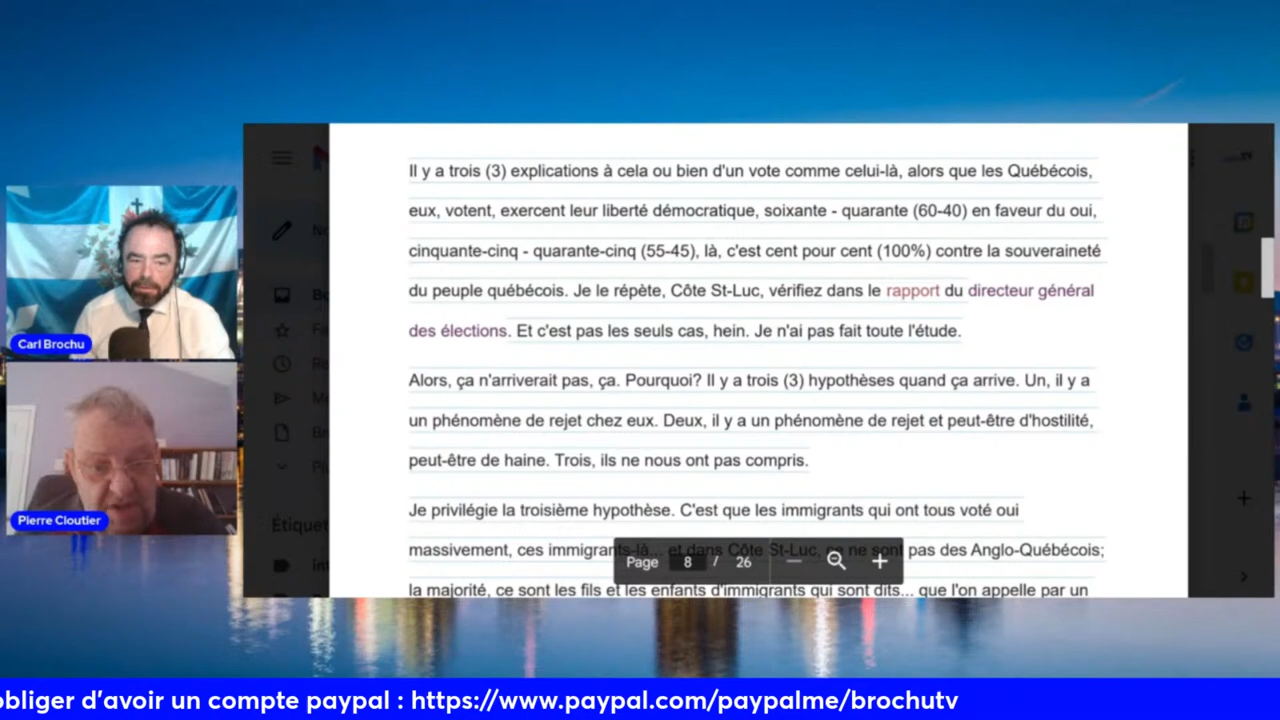 Il y a trois (3) explications à cela ou bien d'un vote comme celui-là, alors que les Québécois,
eux, votent, exercent leur liberté démocratique, soixante - quarante (60-40) en faveur du oui,
cinquante-cinq - quarante-cinq (55-45), là, c'est cent pour cent (100%) contre la souveraineté
du peuple québécois. Je le répète, Côte St-Luc, vérifiez dans le rapport du directeur général
des élections. Et c'est pas les seuls cas, hein. Je n'ai pas fait toute l'étude.
Alors, ça n'arriverait pas, ça. Pourquoi? Il y a trois (3) hypothèses quand ça arrive. Un, il y a
un phénomène de rejet chez eux. Deux, il y a un phénomène de rejet et peut-être d'hostilité,
peut-être de haine. Trois, ils ne nous ont pas compris.
Je privilégie la troisième hypothèse. C'est que les immigrants qui ont tous voté oui
massivement, ces immigrants-là... et dans Côte St-Luc, ne sont pas des Anglo-Québécois;
la majorité, ce sont les fils et les enfants d'immigrants qui sont dits... que l'on appelle par un
Page 8 / 26
Carl Brochu
Pierre Cloutier
Étiquet
obliger d'avoir un compte paypal : https://www.paypal.com/paypalme/brochutv